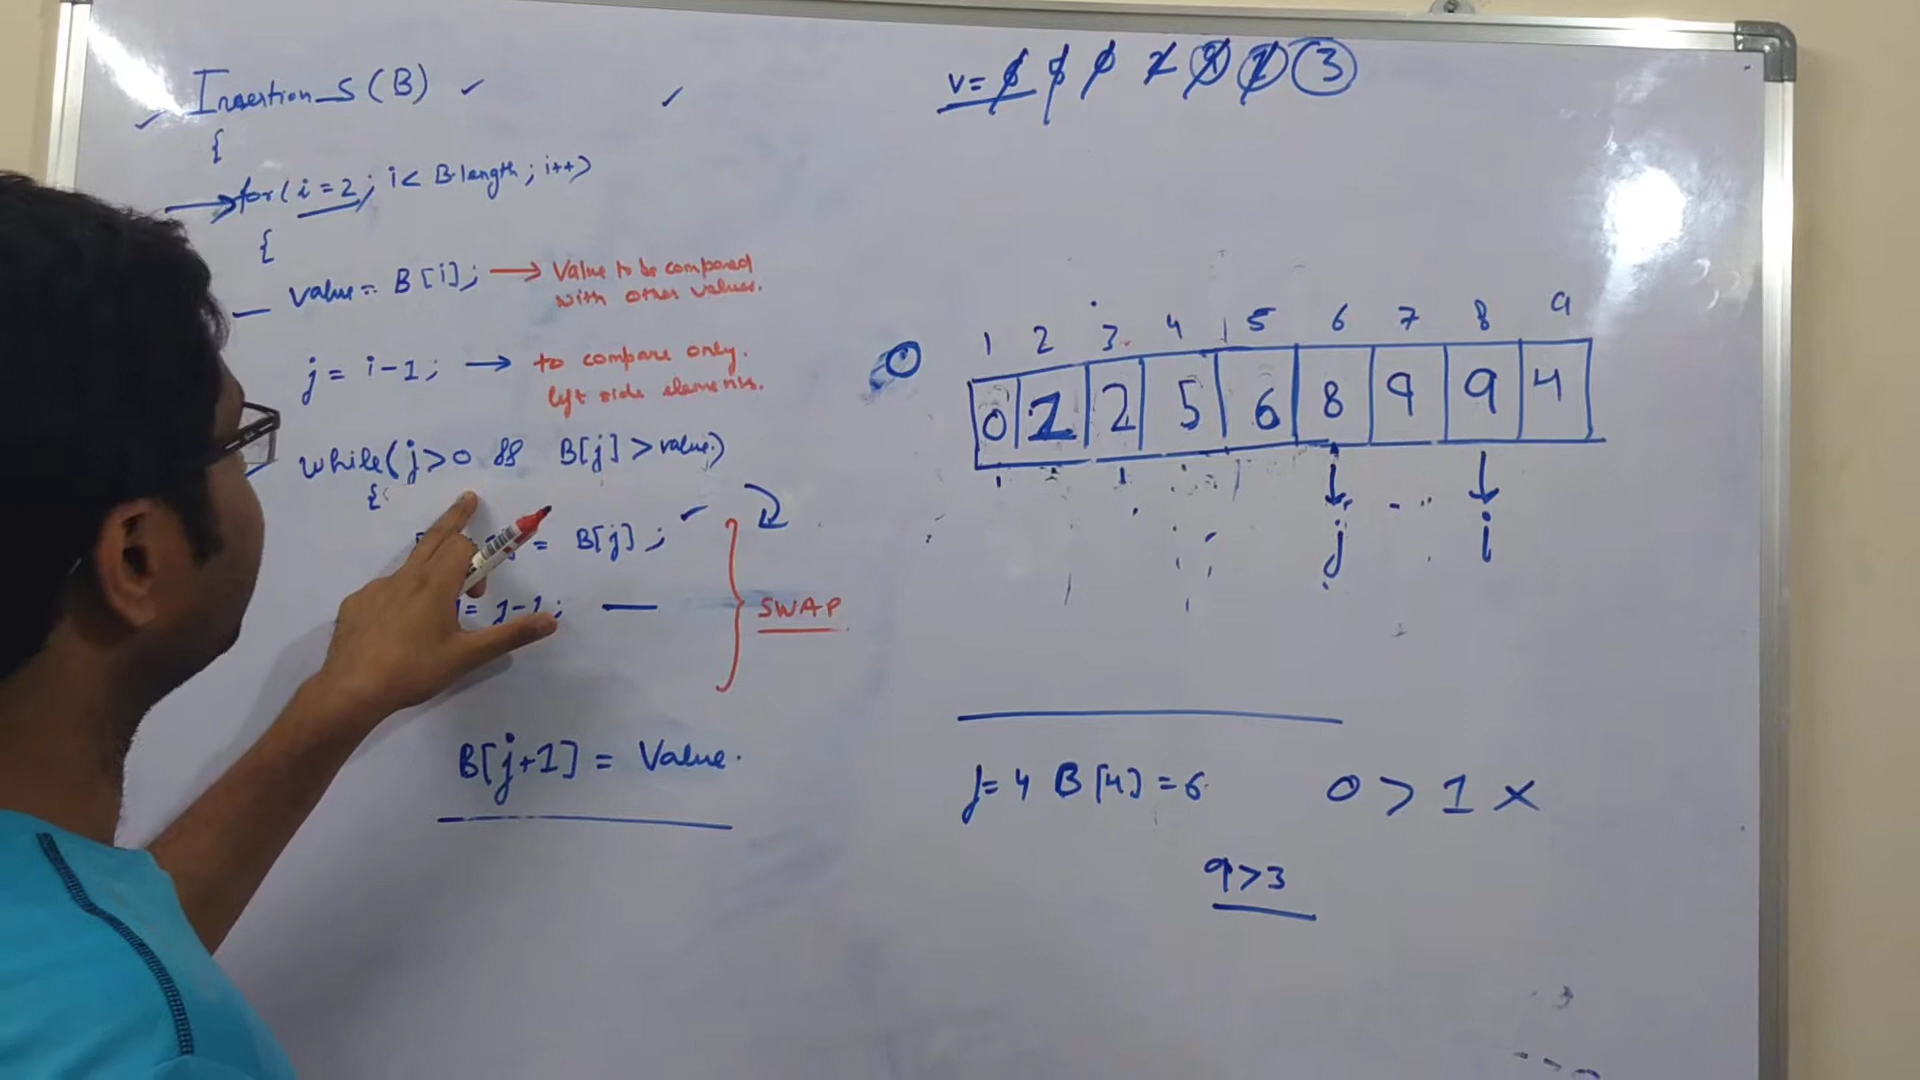 Insertion_S (B)
{
for (i = 2; i < B.length; i++)
{
value = B[i]; → Value to be compared
with other values.
j = i-1; → to compare only.
left side elements.
while (j > 0 && B[j] > value)
{
= B[j];
= j-1;
SWAP
B[j+1] = Value.
v=
3
1 2 3 4 5 6 7 8 9
0 1 2 5 6 8 9 9 4
j i
j= 4 B[4] = 6 0 > 1 ×
9>3